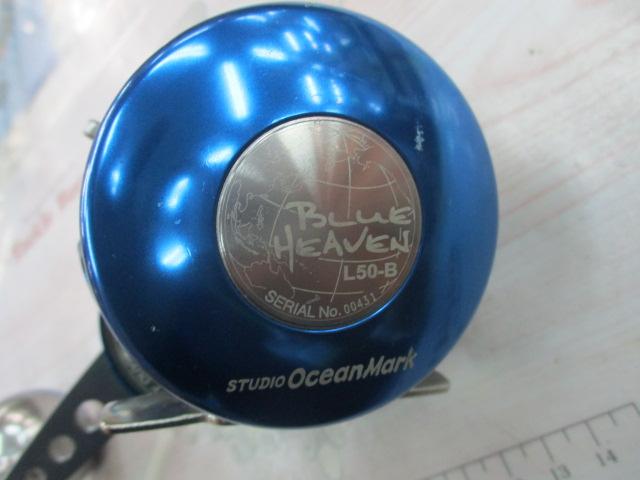 BLUE
HEAVEN
L50-B
SERIAL No. 00431
STUDIO OceanMark
13 14